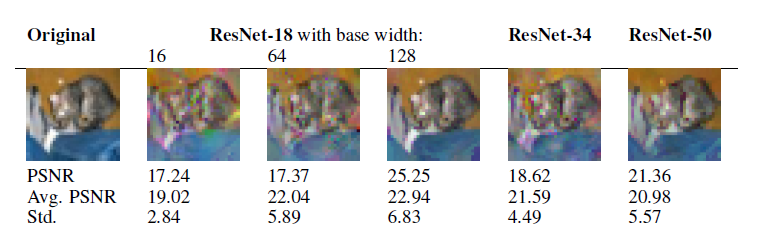 Original ResNet-18 with base width: ResNet-34 ResNet-50
16 64 128
PSNR 17.24 17.37 25.25 18.62 21.36
Avg. PSNR 19.02 22.04 22.94 21.59 20.98
Std. 2.84 5.89 6.83 4.49 5.57